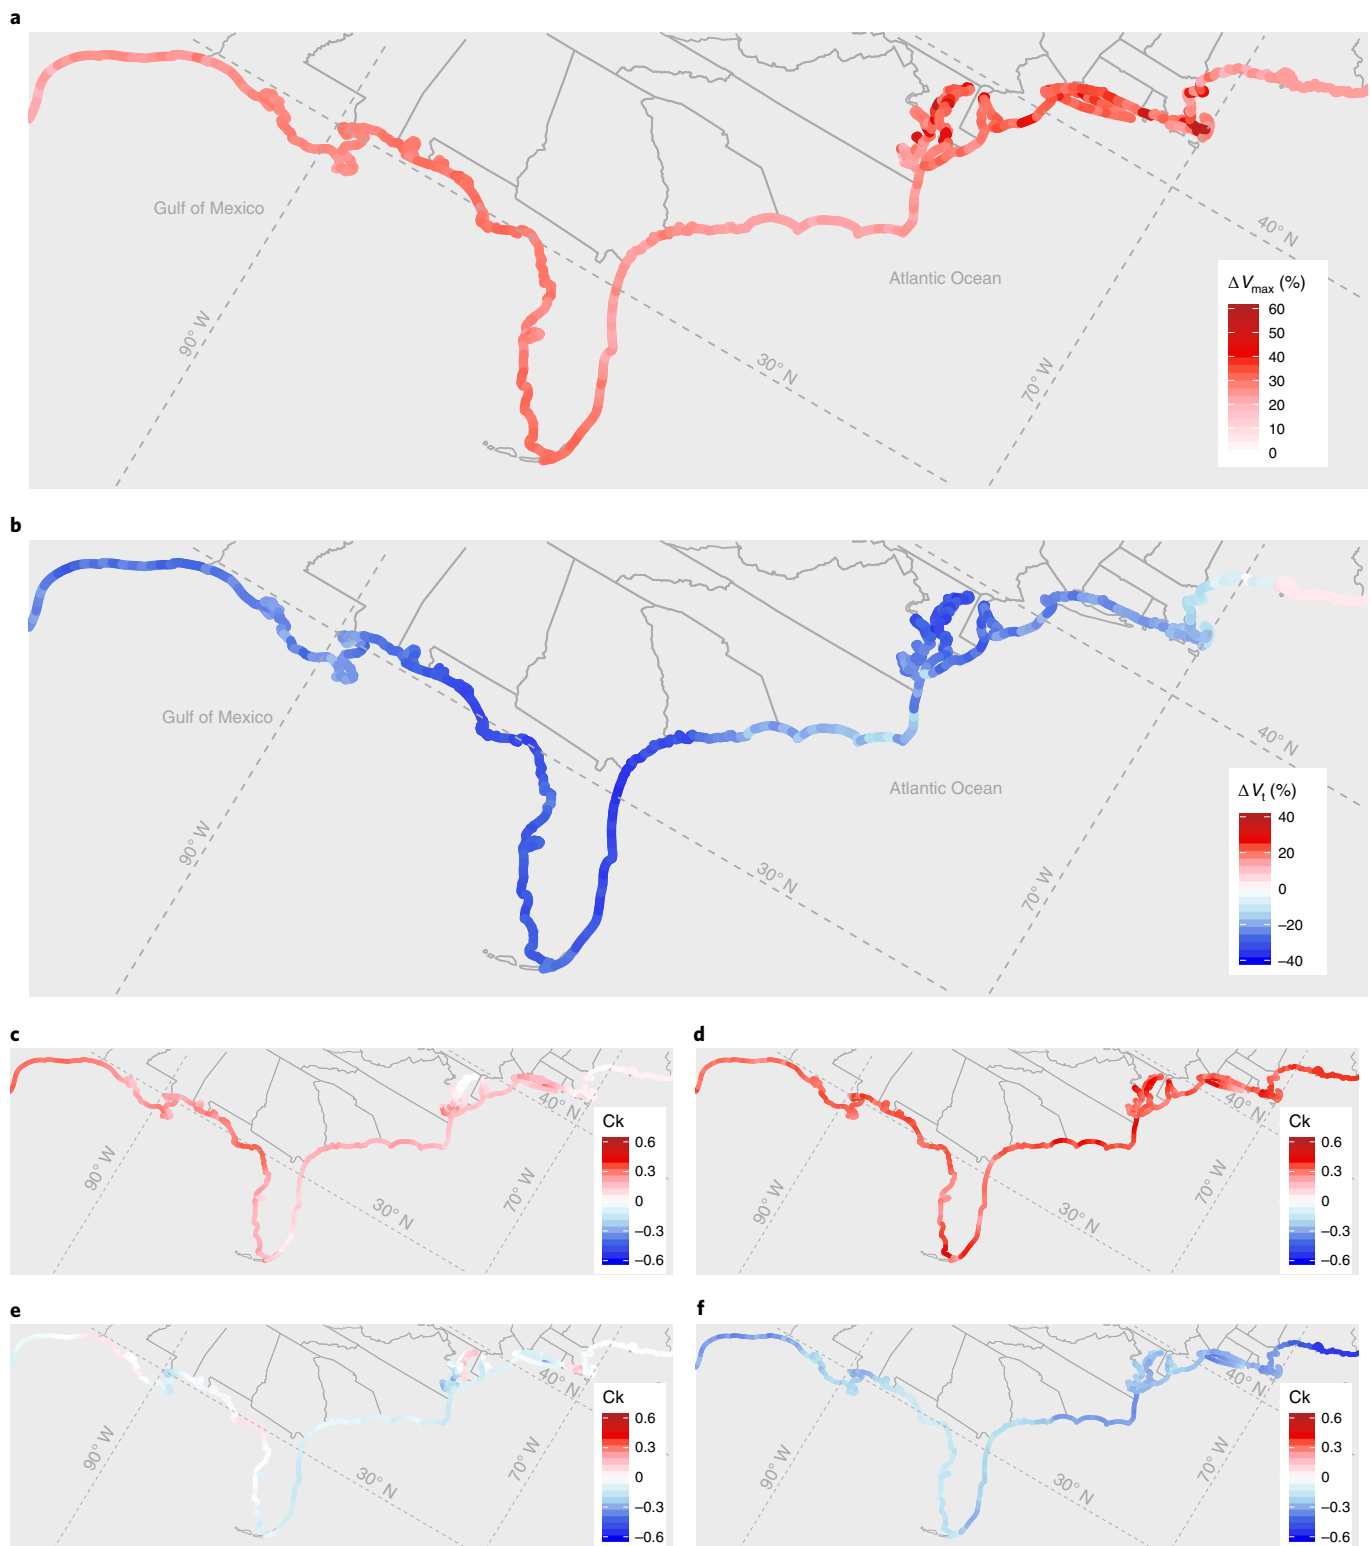 a
Gulf of Mexico
Atlantic Ocean
90° W
30° N
70° W
40° N
ΔVmax (%)
60
50
40
30
20
10
0
b
Gulf of Mexico
Atlantic Ocean
90° W
30° N
70° W
40° N
ΔVt (%)
40
20
0
–20
–40
c
90° W
30° N
70° W
40° N
Ck
0.6
0.3
0
–0.3
–0.6
d
90° W
30° N
70° W
40° N
Ck
0.6
0.3
0
–0.3
–0.6
e
90° W
30° N
70° W
40° N
Ck
0.6
0.3
0
–0.3
–0.6
f
90° W
30° N
70° W
40° N
Ck
0.6
0.3
0
–0.3
–0.6